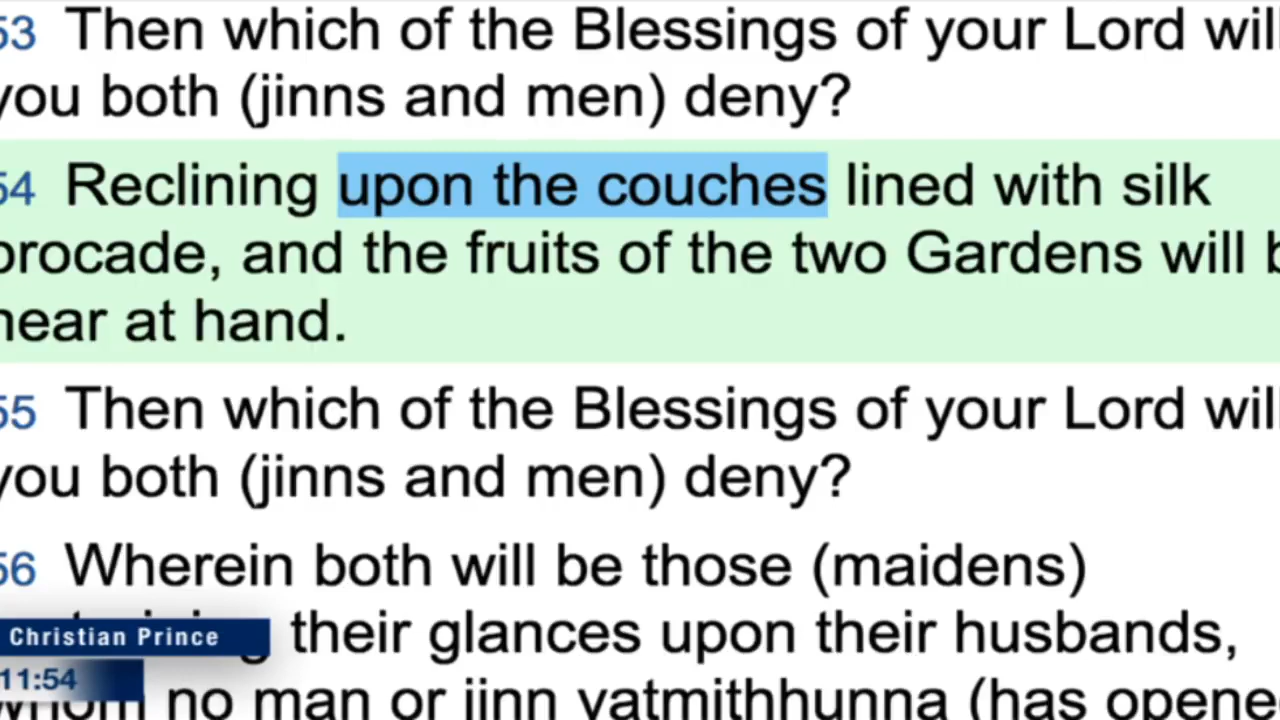 53 Then which of the Blessings of your Lord will
you both (jinns and men) deny?
54 Reclining upon the couches lined with silk
brocade, and the fruits of the two Gardens will b
near at hand.
55 Then which of the Blessings of your Lord will
you both (jinns and men) deny?
56 Wherein both will be those (maidens)
their glances upon their husbands,
whom no man or jinn yatmithhunna (has opene
Christian Prince
11:54